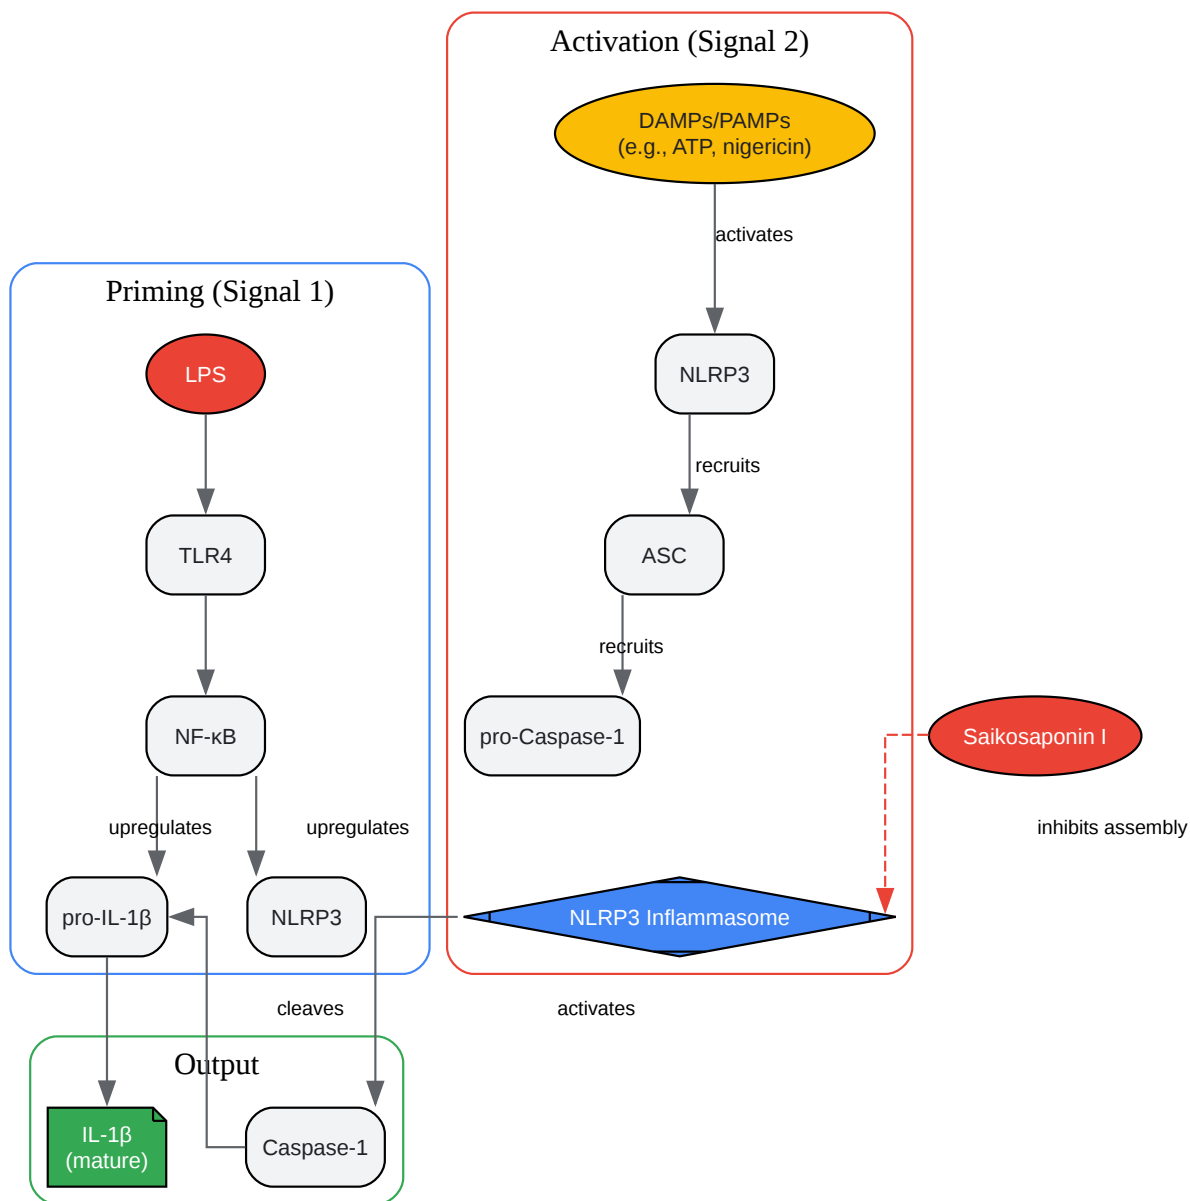 Activation (Signal 2)
DAMPs/PAMPs
(e.g., ATP, nigericin)
activates
Priming (Signal 1)
LPS
NLRP3
recruits
TLR4
ASC
recruits
NF-κB
pro-Caspase-1
Saikosaponin I
upregulates
upregulates
inhibits assembly
pro-IL-1β
NLRP3
NLRP3 Inflammasome
cleaves
activates
Output
IL-1β
(mature)
Caspase-1